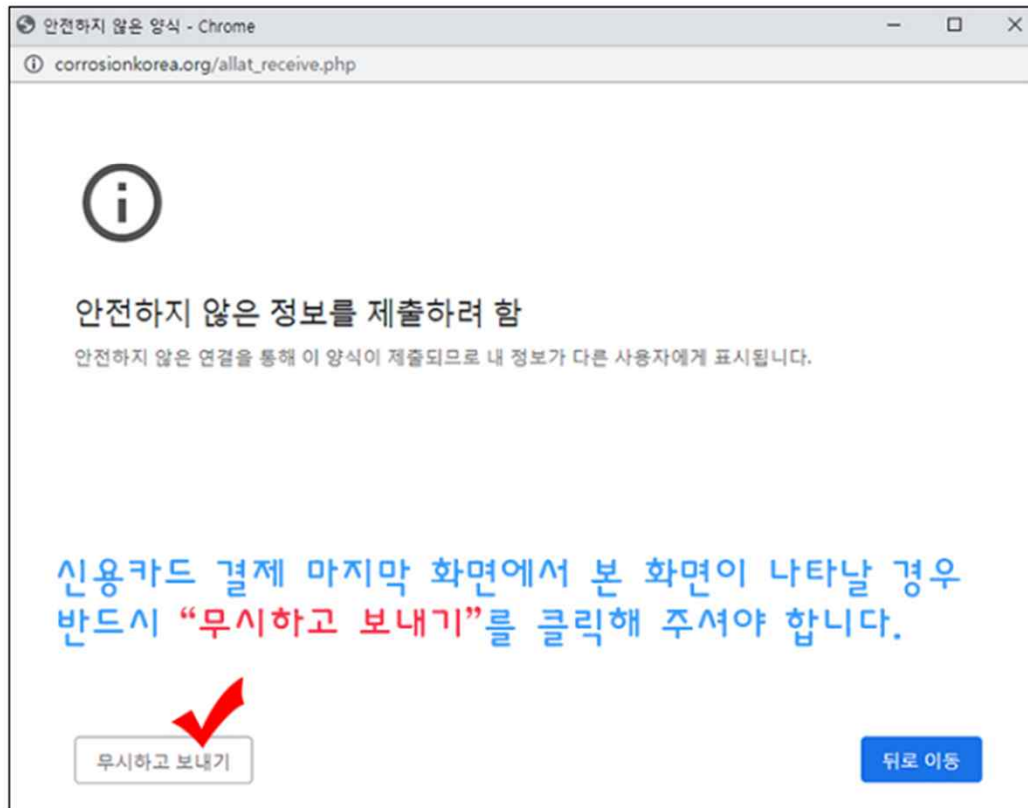 안전하지 않은 양식 - Chrome
corrosionkorea.org/allat_receive.php
안전하지 않은 정보를 제출하려 함
안전하지 않은 연결을 통해 이 양식이 제출되므로 내 정보가 다른 사용자에게 표시됩니다.
신용카드 결제 마지막 화면에서 본 화면이 나타날 경우
반드시 “무시하고 보내기”를 클릭해 주셔야 합니다.
무시하고 보내기
뒤로 이동